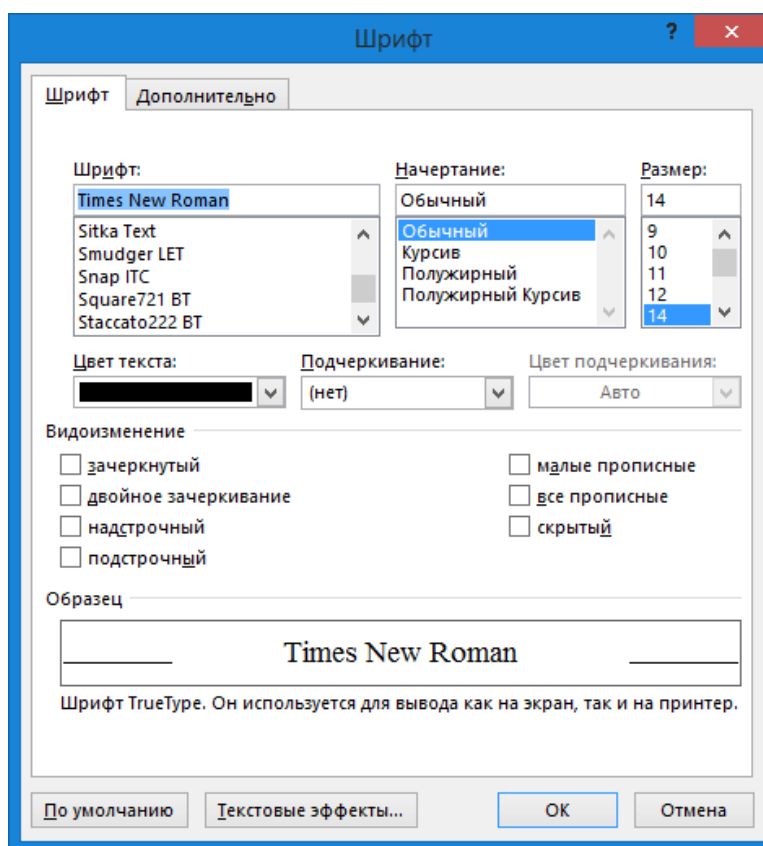 Шрифт ?
Шрифт Дополнительно
Шрифт: Начертание: Размер:
Times New Roman Обычный 14
Sitka Text Обычный 9
Smudger LET Курсив 10
Snap ITC Полужирный 11
Square721 BT Полужирный Курсив 12
Staccato222 BT 14
Цвет текста: Подчеркивание: Цвет подчеркивания:
(нет) Авто
Видоизменение
зачеркнутый малые прописные
двойное зачеркивание все прописные
надстрочный скрытый
подстрочный
Образец
Times New Roman
Шрифт TrueType. Он используется для вывода как на экран, так и на принтер.
По умолчанию Текстовые эффекты... ОК Отмена